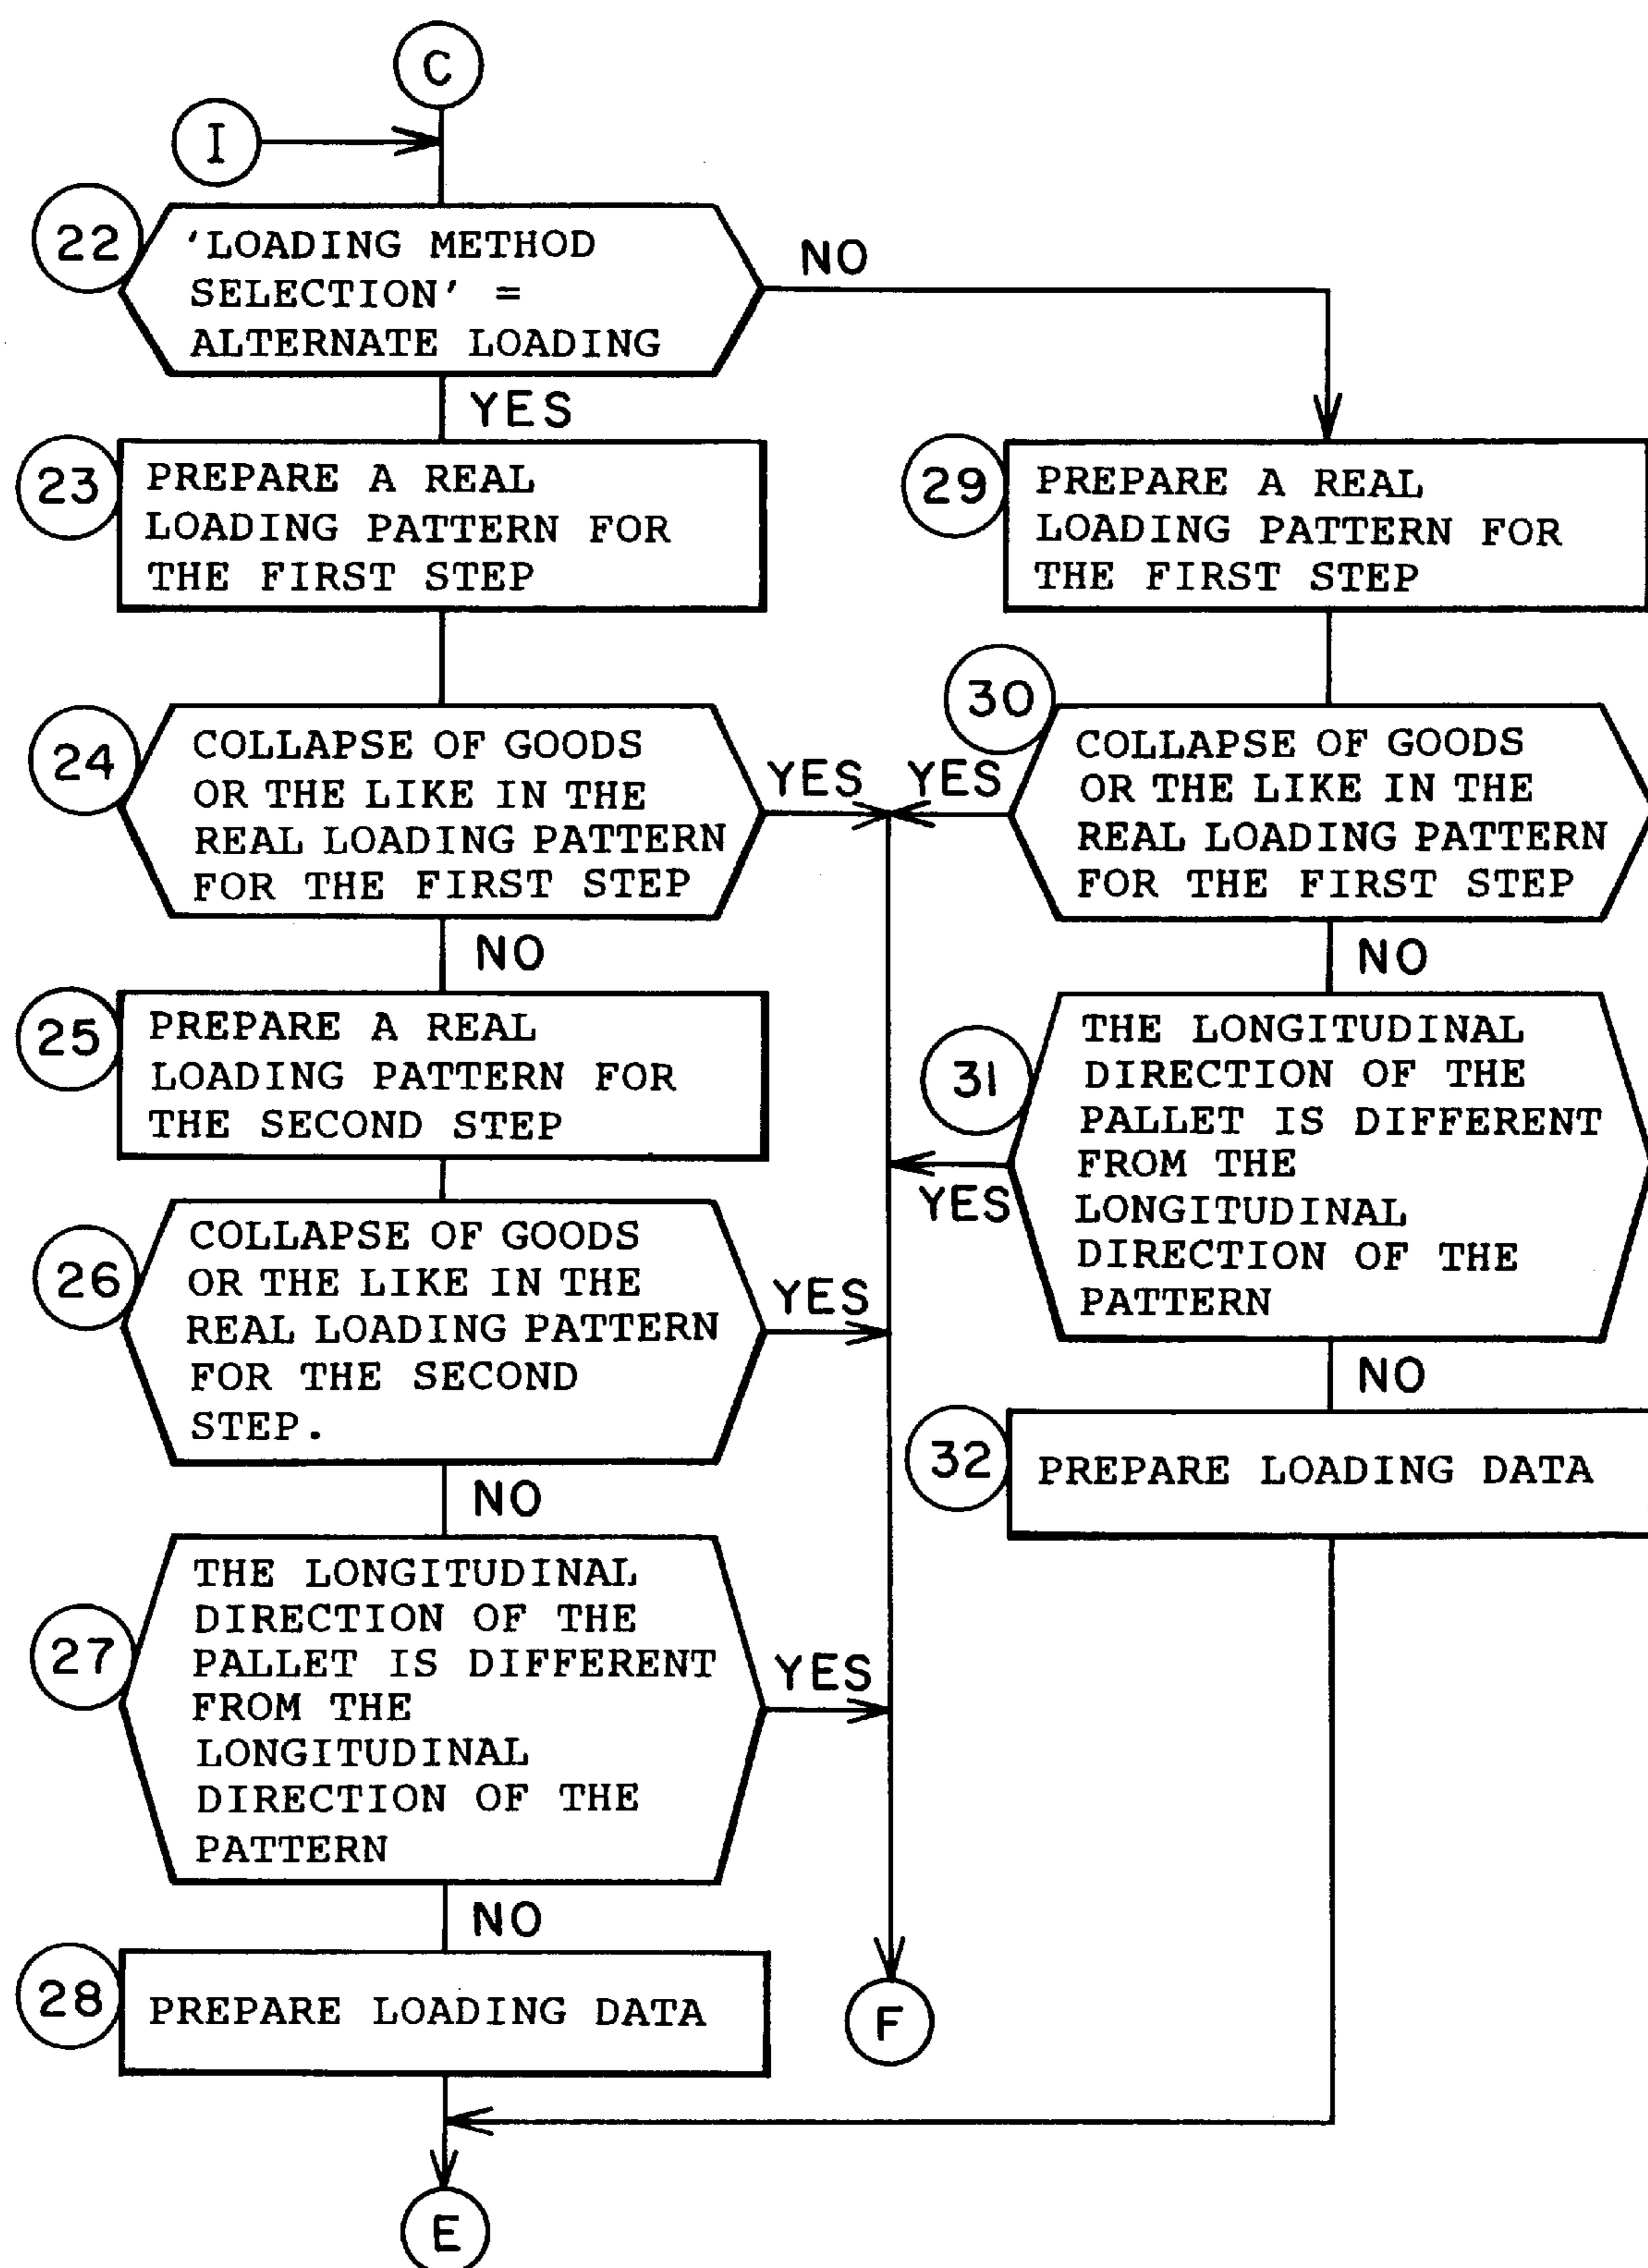 C
I
22
'LOADING METHOD
SELECTION' =
ALTERNATE LOADING
NO
YES
23
PREPARE A REAL
LOADING PATTERN FOR
THE FIRST STEP
24
COLLAPSE OF GOODS
OR THE LIKE IN THE
REAL LOADING PATTERN
FOR THE FIRST STEP
YES
NO
25
PREPARE A REAL
LOADING PATTERN FOR
THE SECOND STEP
26
COLLAPSE OF GOODS
OR THE LIKE IN THE
REAL LOADING PATTERN
FOR THE SECOND
STEP.
YES
NO
27
THE LONGITUDINAL
DIRECTION OF THE
PALLET IS DIFFERENT
FROM THE
LONGITUDINAL
DIRECTION OF THE
PATTERN
YES
NO
28
PREPARE LOADING DATA
29
PREPARE A REAL
LOADING PATTERN FOR
THE FIRST STEP
30
COLLAPSE OF GOODS
OR THE LIKE IN THE
REAL LOADING PATTERN
FOR THE FIRST STEP
YES
NO
31
THE LONGITUDINAL
DIRECTION OF THE
PALLET IS DIFFERENT
FROM THE
LONGITUDINAL
DIRECTION OF THE
PATTERN
YES
NO
32
PREPARE LOADING DATA
F
E